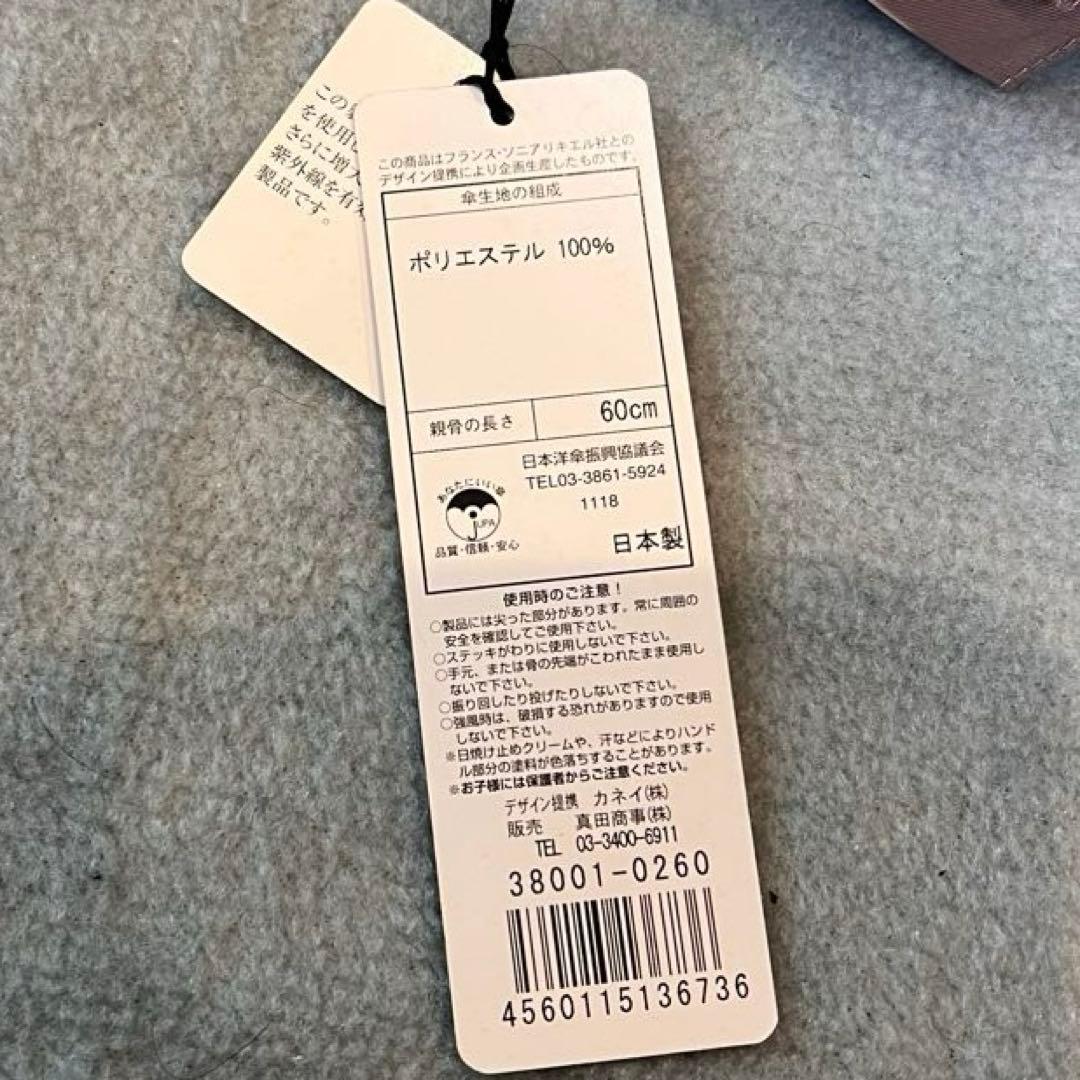 この
を使用
さらに増
紫外線を有
製品です。
この商品はフランス・ソニアリキエル社との
デザイン提携により企画生産したものです。
傘生地の組成
ポリエステル 100%
親骨の長さ 60cm
日本洋傘振興協議会
TEL03-3861-5924
1118
あなたにいい傘
JUPA
品質・信頼・安心
日本製
使用時のご注意！
○製品には尖った部分があります。常に周囲の
安全を確認してご使用下さい。
○ステッキがわりに使用しないで下さい。
○手元、または骨の先端がこわれたまま使用し
ないで下さい。
○振り回したり投げたりしないで下さい。
○強風時は、破損する恐れがありますので使用
しないで下さい。
※日焼け止めクリームや、汗などによりハンド
ル部分の塗料が色落ちすることがあります。
※お子様には保護者からご注意ください。
デザイン提携 カネイ(株)
販売 真田商事(株)
TEL 03-3400-6911
38001-0260
4560115136736